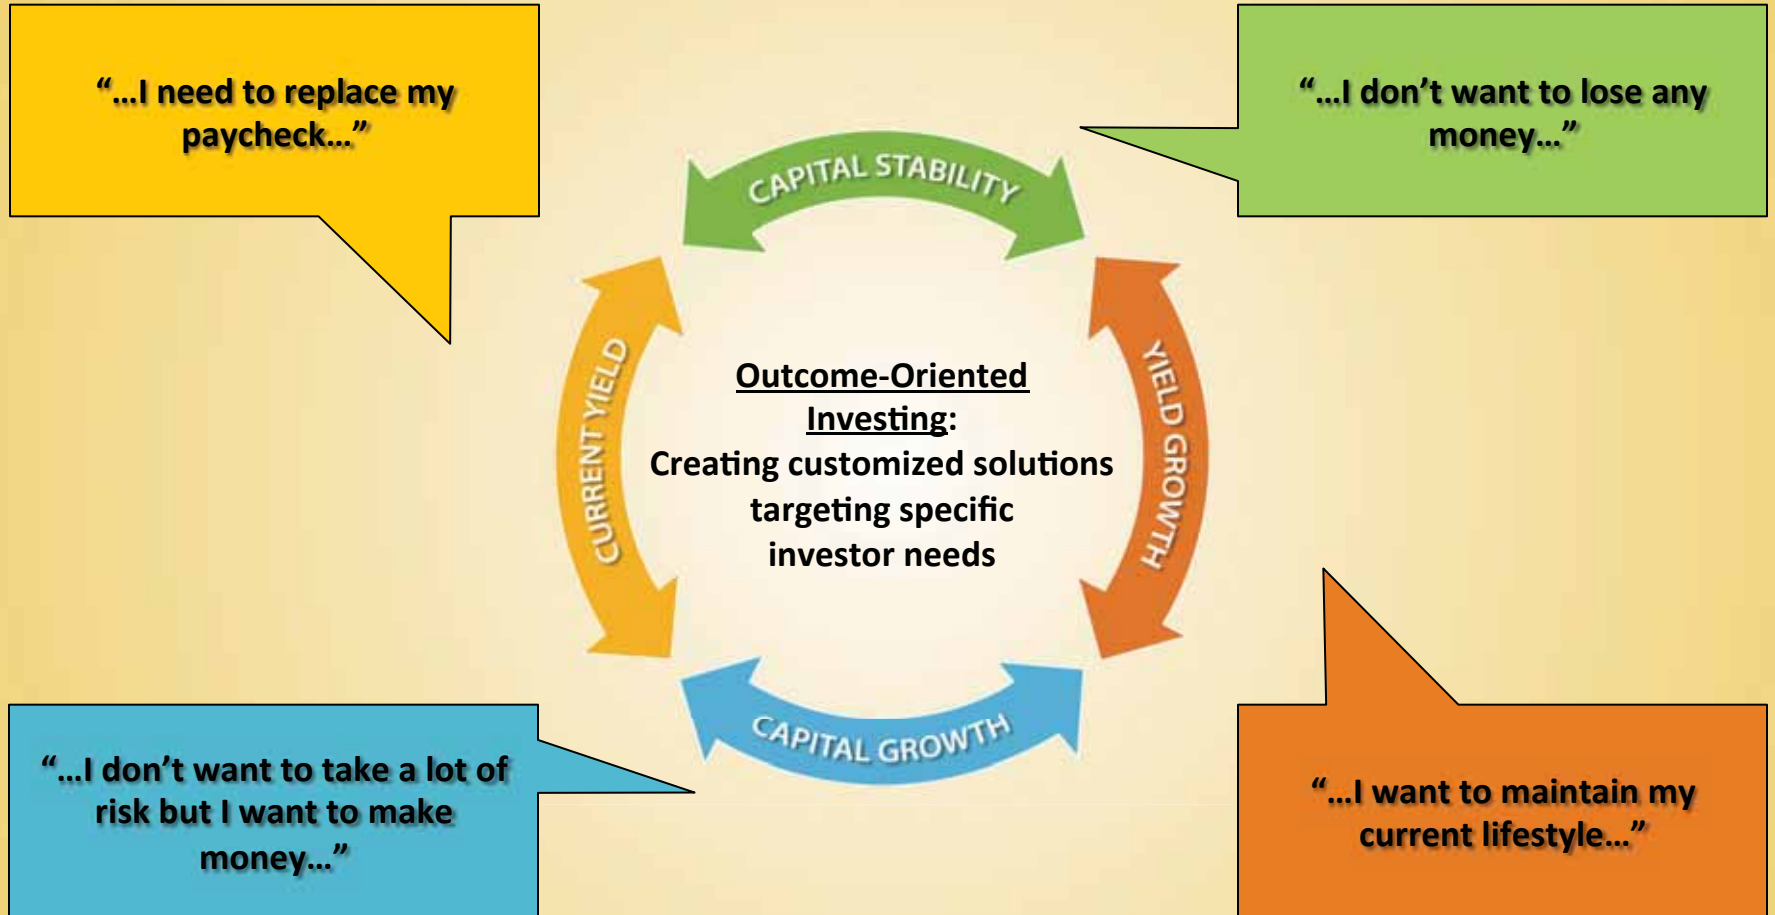 “…I need to replace my
paycheck…”
“…I don’t want to lose any
money…”
CAPITAL STABILITY
CURRENT YIELD
YIELD GROWTH
Outcome-Oriented
Investing:
Creating customized solutions
targeting specific
investor needs
CAPITAL GROWTH
“…I don’t want to take a lot of
risk but I want to make
money…”
“…I want to maintain my
current lifestyle…”